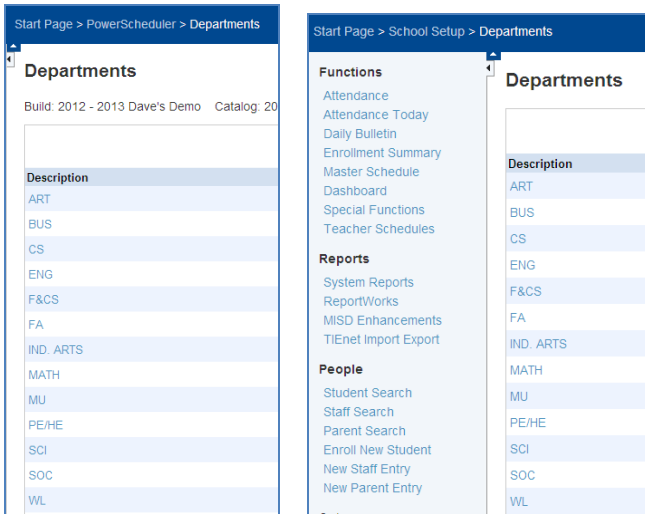 Start Page > PowerScheduler > Departments
Departments
Build: 2012 - 2013 Dave's Demo Catalog: 20
Description
ART
BUS
CS
ENG
F&CS
FA
IND. ARTS
MATH
MU
PE/HE
SCI
SOC
WL
Start Page > School Setup > Departments
Functions
Attendance
Attendance Today
Daily Bulletin
Enrollment Summary
Master Schedule
Dashboard
Special Functions
Teacher Schedules
Reports
System Reports
ReportWorks
MISD Enhancements
TIEnet Import Export
People
Student Search
Staff Search
Parent Search
Enroll New Student
New Staff Entry
New Parent Entry
Departments
Description
ART
BUS
CS
ENG
F&CS
FA
IND. ARTS
MATH
MU
PE/HE
SCI
SOC
WL